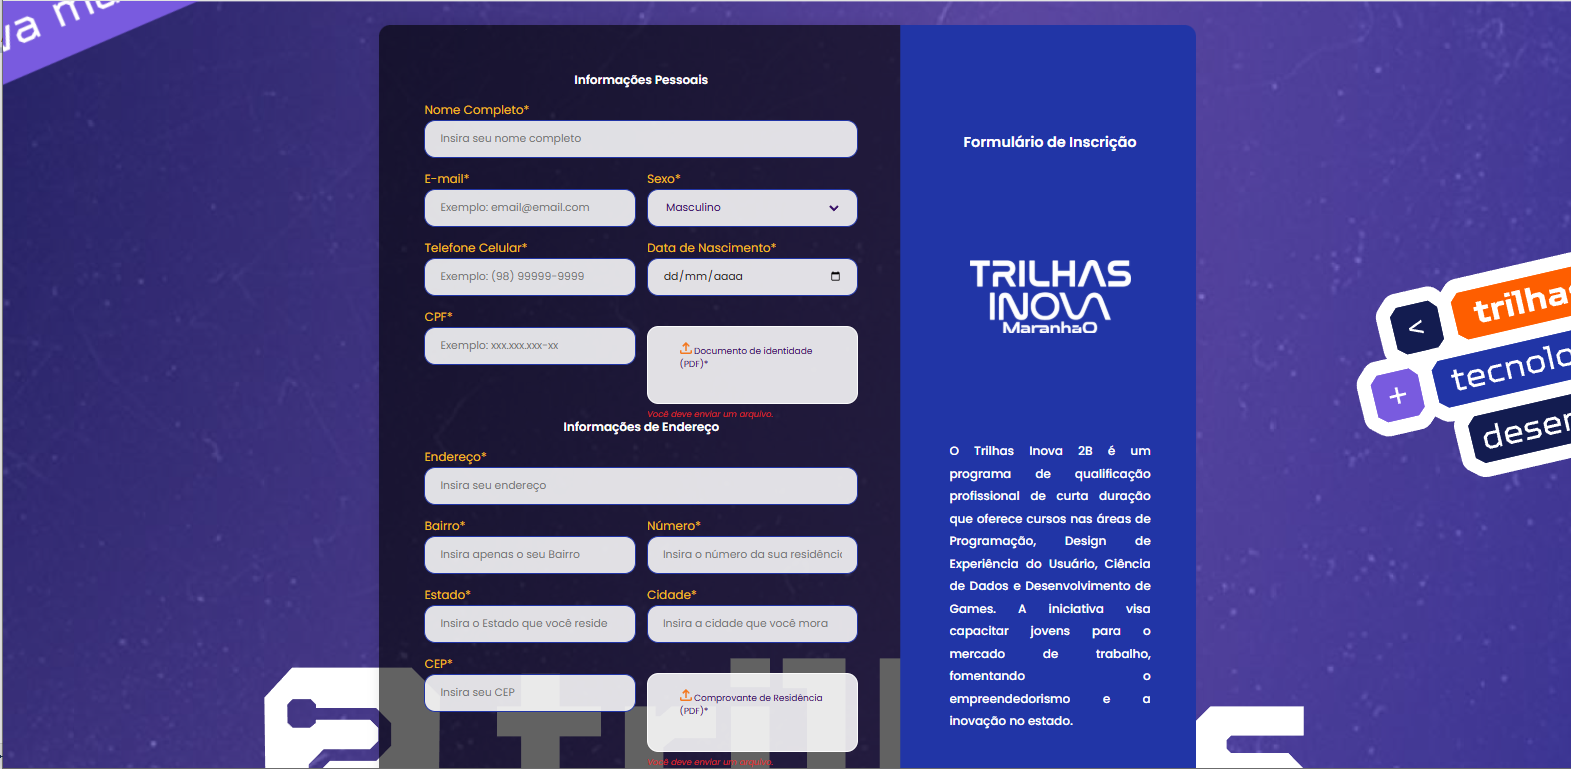 Informações Pessoais
Nome Completo*
Insira seu nome completo
E-mail*
Sexo*
Exemplo: email@email.com
Masculino
Telefone Celular*
Data de Nascimento*
Exemplo: (98) 99999-9999
dd/mm/aaaa
CPF*
Exemplo: xxx.xxx.xxx-xx
Documento de identidade
(PDF)*
Você deve enviar um arquivo.
Informações de Endereço
Endereço*
Insira seu endereço
Bairro*
Número*
Insira apenas o seu Bairro
Insira o número da sua residênci
Estado*
Cidade*
Insira o Estado que você reside
Insira a cidade que você mora
CEP*
Insira seu CEP
Comprovante de Residência
(PDF)*
Você deve enviar um arquivo.
Formulário de Inscrição
TRILHAS
INOVA
MaranhaO
O Trilhas Inova 2B é um
programa de qualificação
profissional de curta duração
que oferece cursos nas áreas de
Programação, Design de
Experiência do Usuário, Ciência
de Dados e Desenvolvimento de
Games. A iniciativa visa
capacitar jovens para o
mercado de trabalho,
fomentando o
empreendedorismo e a
inovação no estado.
< trilhas
+ tecnolo
deser